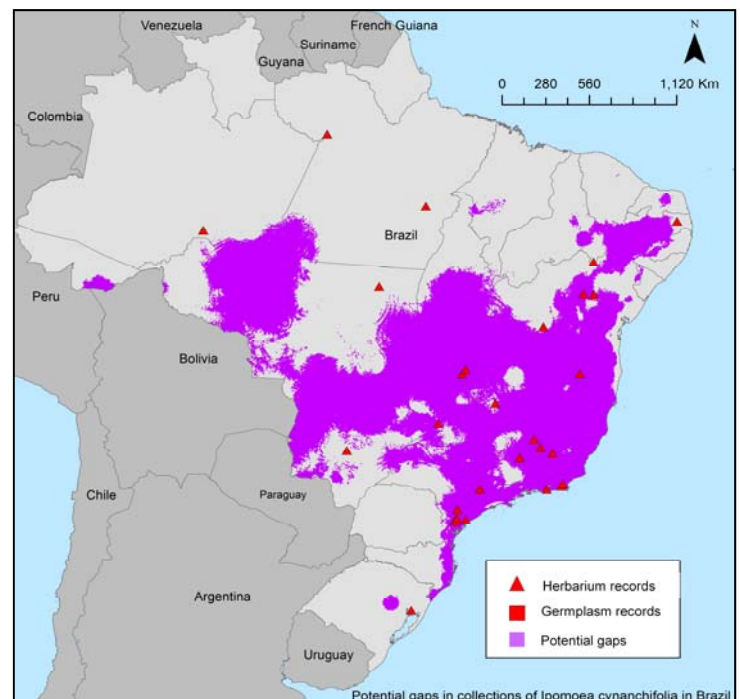 Venezuela
French Guiana
Suriname
Guyana
Colombia
N
0 280 560 1,120 Km
Brazil
Peru
Bolivia
Paraguay
Chile
Argentina
Uruguay
Herbarium records
Germplasm records
Potential gaps
Potential gaps in collections of Ipomoea cynanchifolia in Brazil